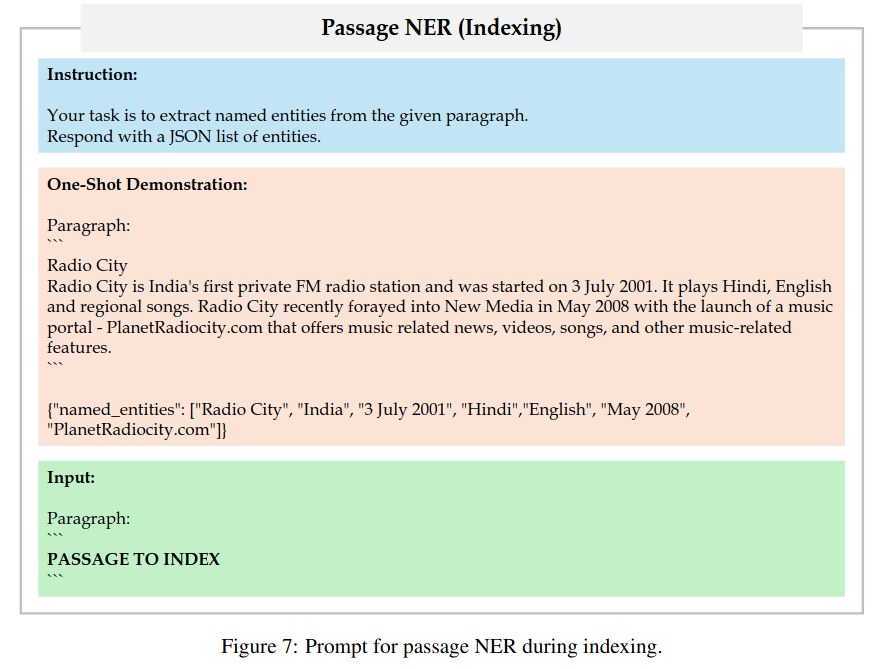 Passage NER (Indexing)
Instruction:
Your task is to extract named entities from the given paragraph.
Respond with a JSON list of entities.
One-Shot Demonstration:
Paragraph:
```
Radio City
Radio City is India's first private FM radio station and was started on 3 July 2001. It plays Hindi, English
and regional songs. Radio City recently forayed into New Media in May 2008 with the launch of a music
portal - PlanetRadiocity.com that offers music related news, videos, songs, and other music-related
features.
```
{"named_entities": ["Radio City", "India", "3 July 2001", "Hindi","English", "May 2008",
"PlanetRadiocity.com"]}
Input:
Paragraph:
```
PASSAGE TO INDEX
```
Figure 7: Prompt for passage NER during indexing.